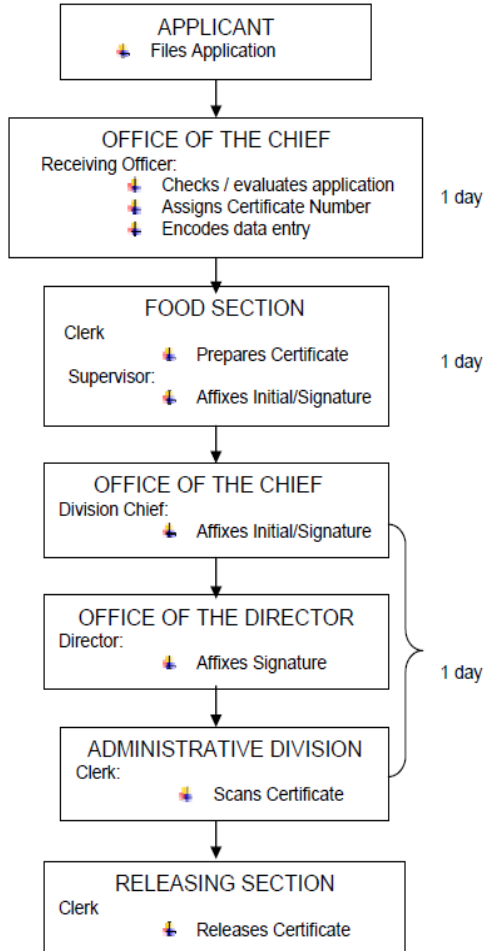 APPLICANT
Files Application
OFFICE OF THE CHIEF
Receiving Officer:
Checks / evaluates application
Assigns Certificate Number
Encodes data entry
1 day
FOOD SECTION
Clerk
Prepares Certificate
Supervisor:
Affixes Initial/Signature
1 day
OFFICE OF THE CHIEF
Division Chief:
Affixes Initial/Signature
OFFICE OF THE DIRECTOR
Director:
Affixes Signature
1 day
ADMINISTRATIVE DIVISION
Clerk:
Scans Certificate
RELEASING SECTION
Clerk
Releases Certificate